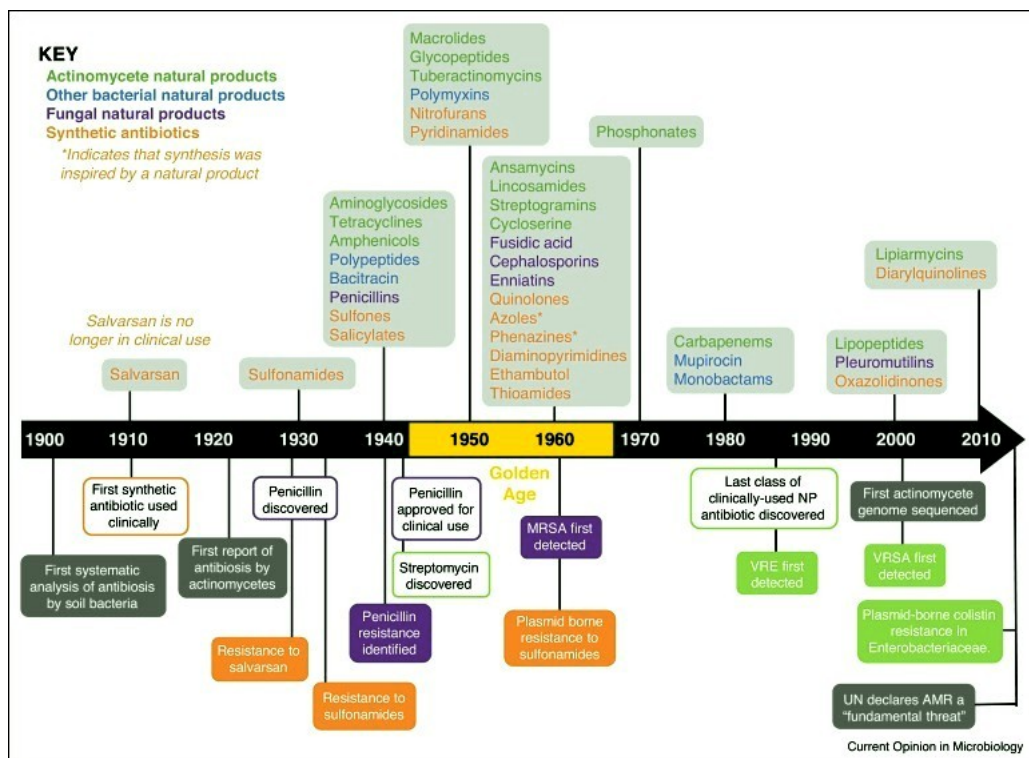 KEY
Actinomycete natural products
Other bacterial natural products
Fungal natural products
Synthetic antibiotics
*Indicates that synthesis was
inspired by a natural product
Salvarsan is no
longer in clinical use
Salvarsan
Sulfonamides
Aminoglycosides
Tetracyclines
Amphenicols
Polypeptides
Bacitracin
Penicillins
Sulfones
Salicylates
Macrolides
Glycopeptides
Tuberactinomycins
Polymyxins
Nitrofurans
Pyridinamides
Ansamycins
Lincosamides
Streptogramins
Cycloserine
Fusidic acid
Cephalosporins
Enniatins
Quinolones
Azoles*
Phenazines*
Diaminopyrimidines
Ethambutol
Thioamides
Phosphonates
Carbapenems
Mupirocin
Monobactams
Lipopeptides
Pleuromutilins
Oxazolidinones
Lipiarmycins
Diarylquinolines
1900 1910 1920 1930 1940 1950 1960 1970 1980 1990 2000 2010
Golden
Age
First systematic
analysis of antibiosis
by soil bacteria
First synthetic
antibiotic used
clinically
First report of
antibiosis by
actinomycetes
Penicillin
discovered
Resistance to
salvarsan
Resistance to
sulfonamides
Penicillin
resistance
identified
Penicillin
approved for
clinical use
Streptomycin
discovered
MRSA first
detected
Plasmid borne
resistance to
sulfonamides
Last class of
clinically-used NP
antibiotic discovered
VRE first
detected
First actinomycete
genome sequenced
VRSA first
detected
Plasmid-borne colistin
resistance in
Enterobacteriaceae.
UN declares AMR a
“fundamental threat”
Current Opinion in Microbiology